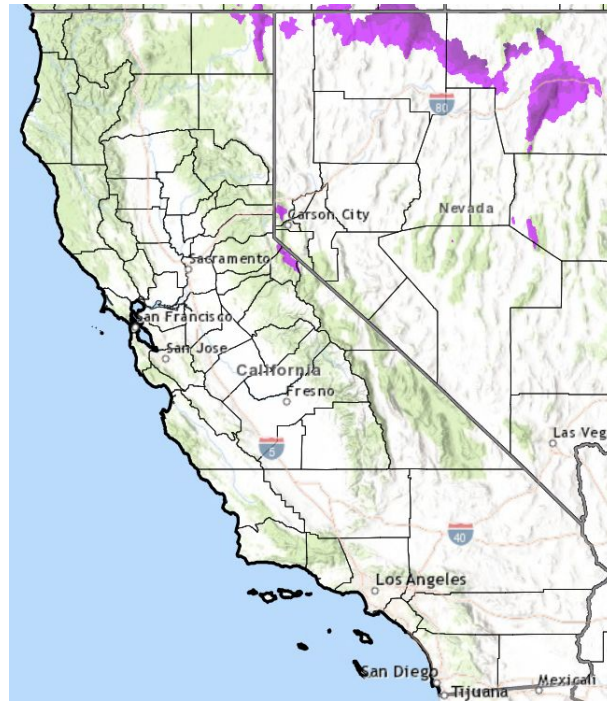 80
Carson City
Nevada
Sacramento
San Francisco
San Jose
California
Fresno
Las Veg
5
40
Los Angeles
San Diego
Mexicali
Tijuana